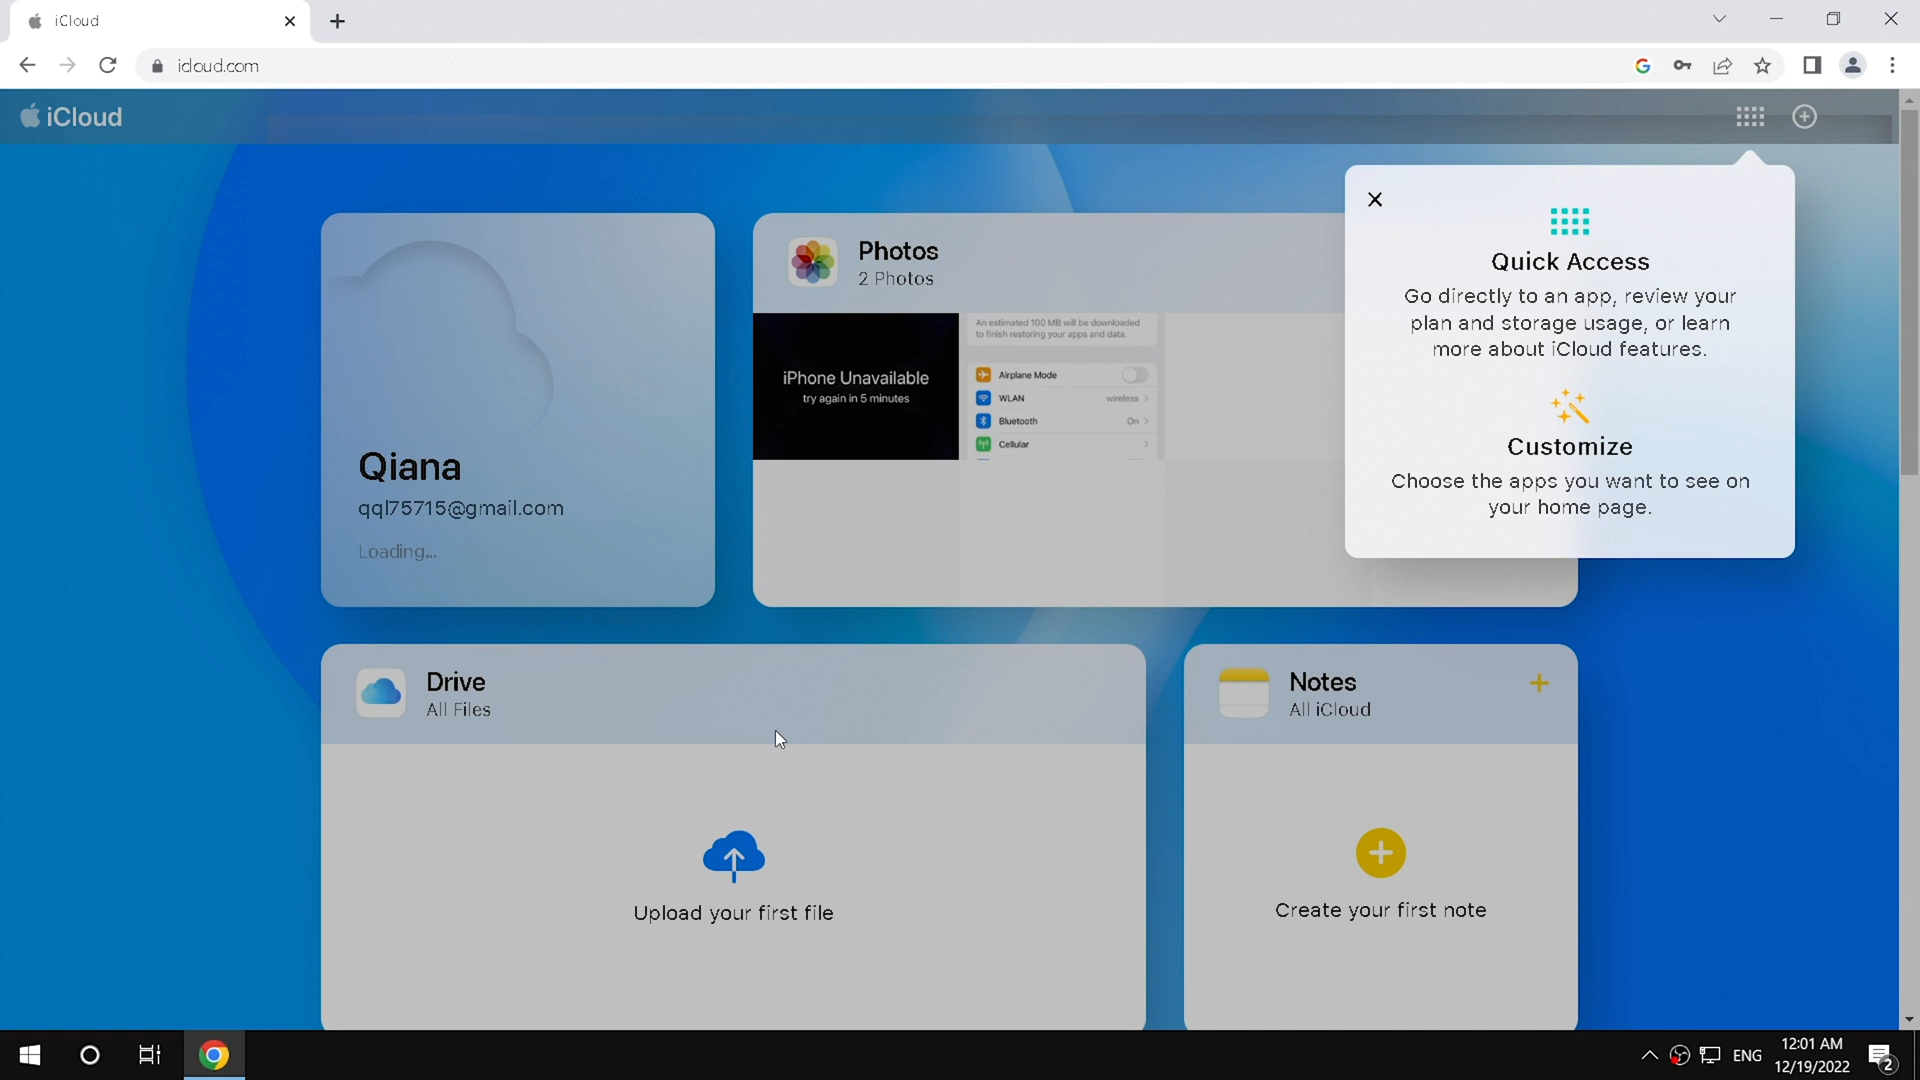 iCloud
icloud.com
iCloud
Qiana
qql75715@gmail.com
Loading...
Photos
2 Photos
iPhone Unavailable
try again in 5 minutes
An estimated 100 MB will be downloaded
to finish restoring your apps and data.
Airplane Mode
WLAN
wireless
Bluetooth
On
Cellular
Quick Access
Go directly to an app, review your
plan and storage usage, or learn
more about iCloud features.
Customize
Choose the apps you want to see on
your home page.
Drive
All Files
Upload your first file
Notes
All iCloud
Create your first note
ENG
12:01 AM
12/19/2022
2